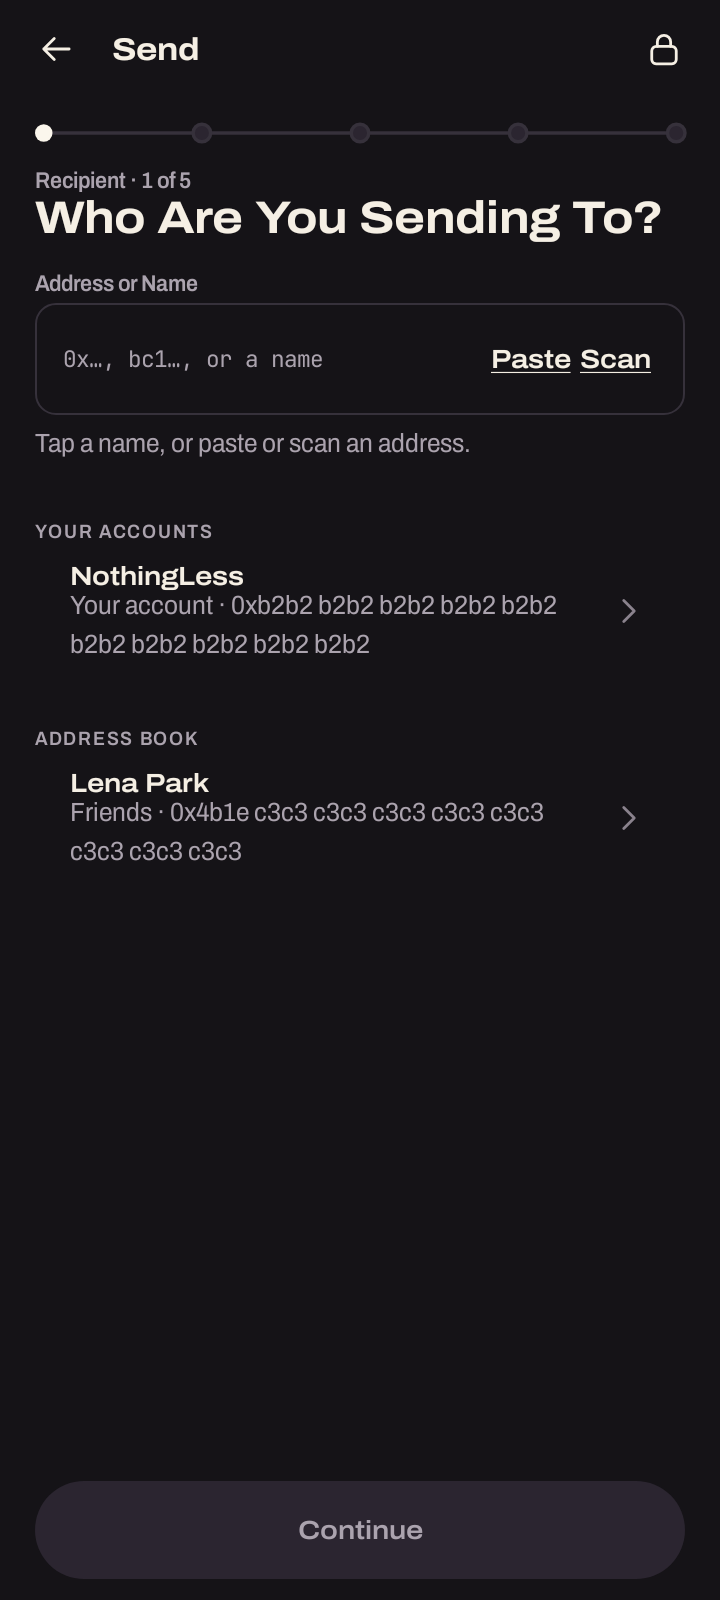 Send
Recipient · 1 of 5
Who Are You Sending To?
Address or Name
0x…, bc1…, or a name Paste Scan
Tap a name, or paste or scan an address.
YOUR ACCOUNTS
NothingLess
Your account · 0xb2b2 b2b2 b2b2 b2b2 b2b2
b2b2 b2b2 b2b2 b2b2 b2b2
ADDRESS BOOK
Lena Park
Friends · 0x4b1e c3c3 c3c3 c3c3 c3c3 c3c3
c3c3 c3c3 c3c3
Continue